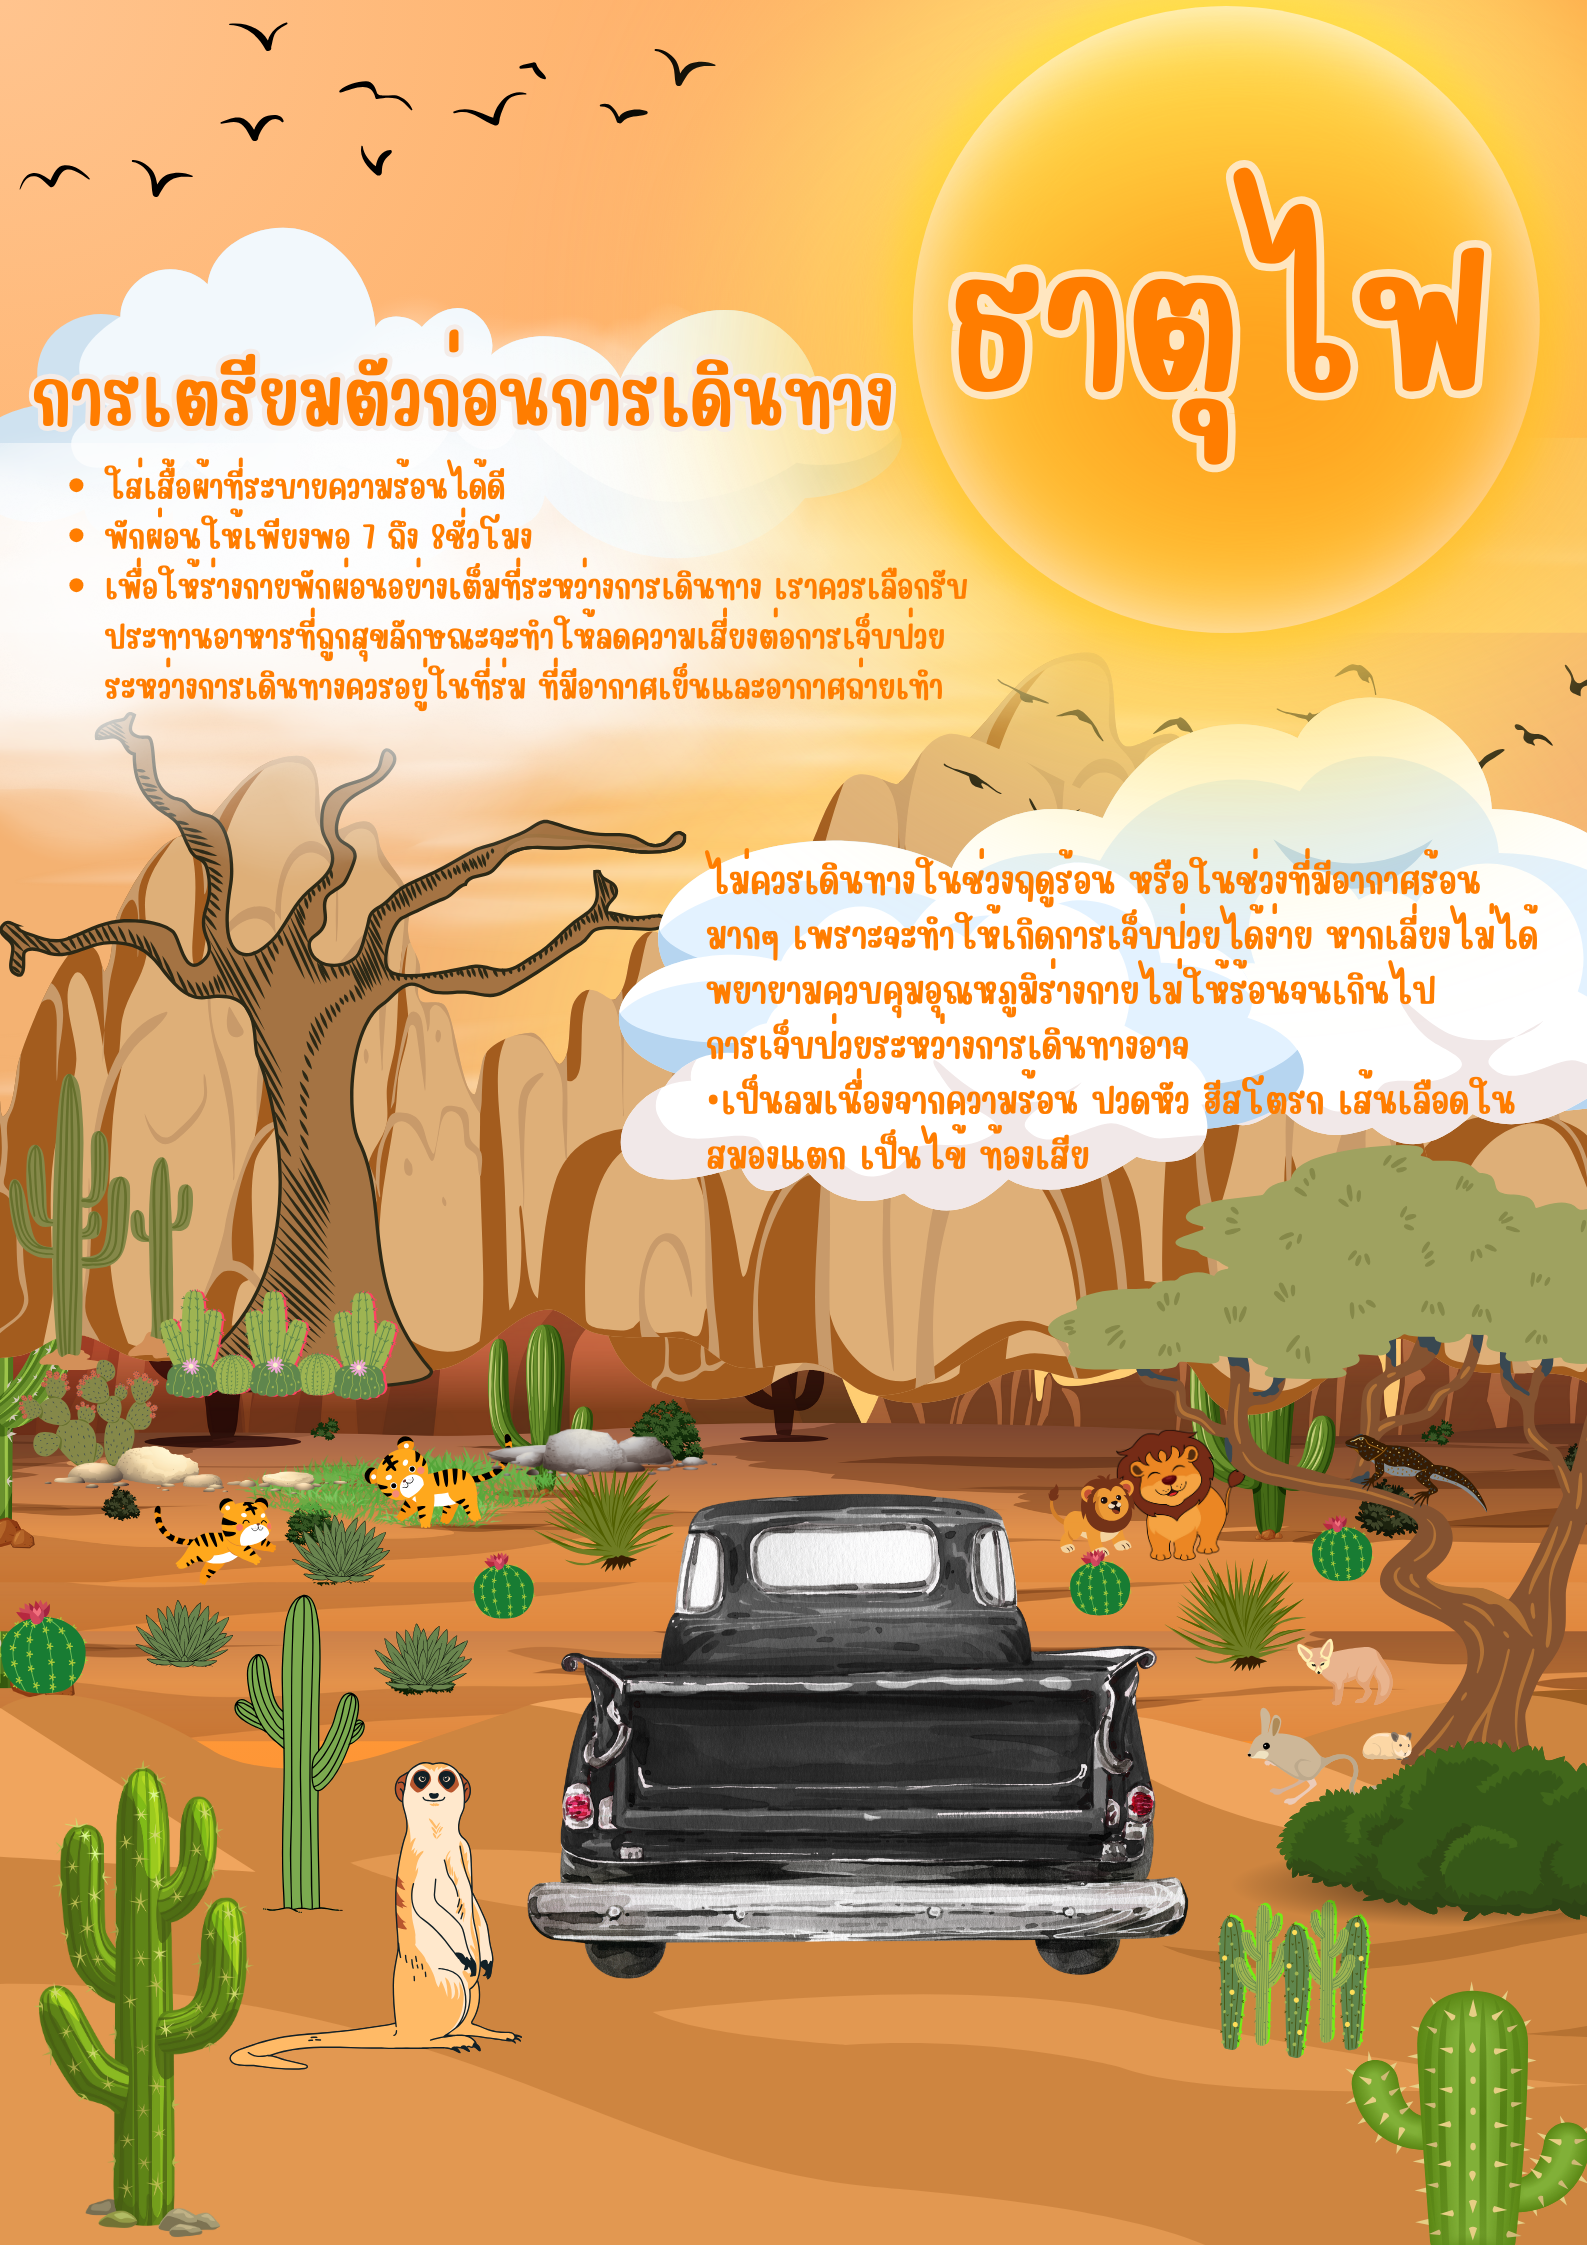 ธาตุไฟ
การเตรียมตัวก่อนการเดินทาง
• ใส่เสื้อผ้าที่ระบายความร้อนได้ดี
• พักผ่อนให้เพียงพอ 7 ถึง 8ชั่วโมง
• เพื่อให้ร่างกายพักผ่อนอย่างเต็มที่ระหว่างการเดินทาง เราควรเลือกรับ
ประทานอาหารที่ถูกสุขลักษณะจะทำให้ลดความเสี่ยงต่อการเจ็บป่วย
ระหว่างการเดินทางควรอยู่ในที่ร่ม ที่มีอากาศเย็นและอากาศถ่ายเทำ
ไม่ควรเดินทางในช่วงฤดูร้อน หรือในช่วงที่มีอากาศร้อน
มากๆ เพราะจะทำให้เกิดการเจ็บป่วยได้ง่าย หากเลี่ยงไม่ได้
พยายามควบคุมอุณหภูมิร่างกายไม่ให้ร้อนจนเกินไป
การเจ็บป่วยระหว่างการเดินทางอาจ
•เป็นลมเนื่องจากความร้อน ปวดหัว ฮีสโตรก เส้นเลือดใน
สมองแตก เป็นไข้ ท้องเสีย